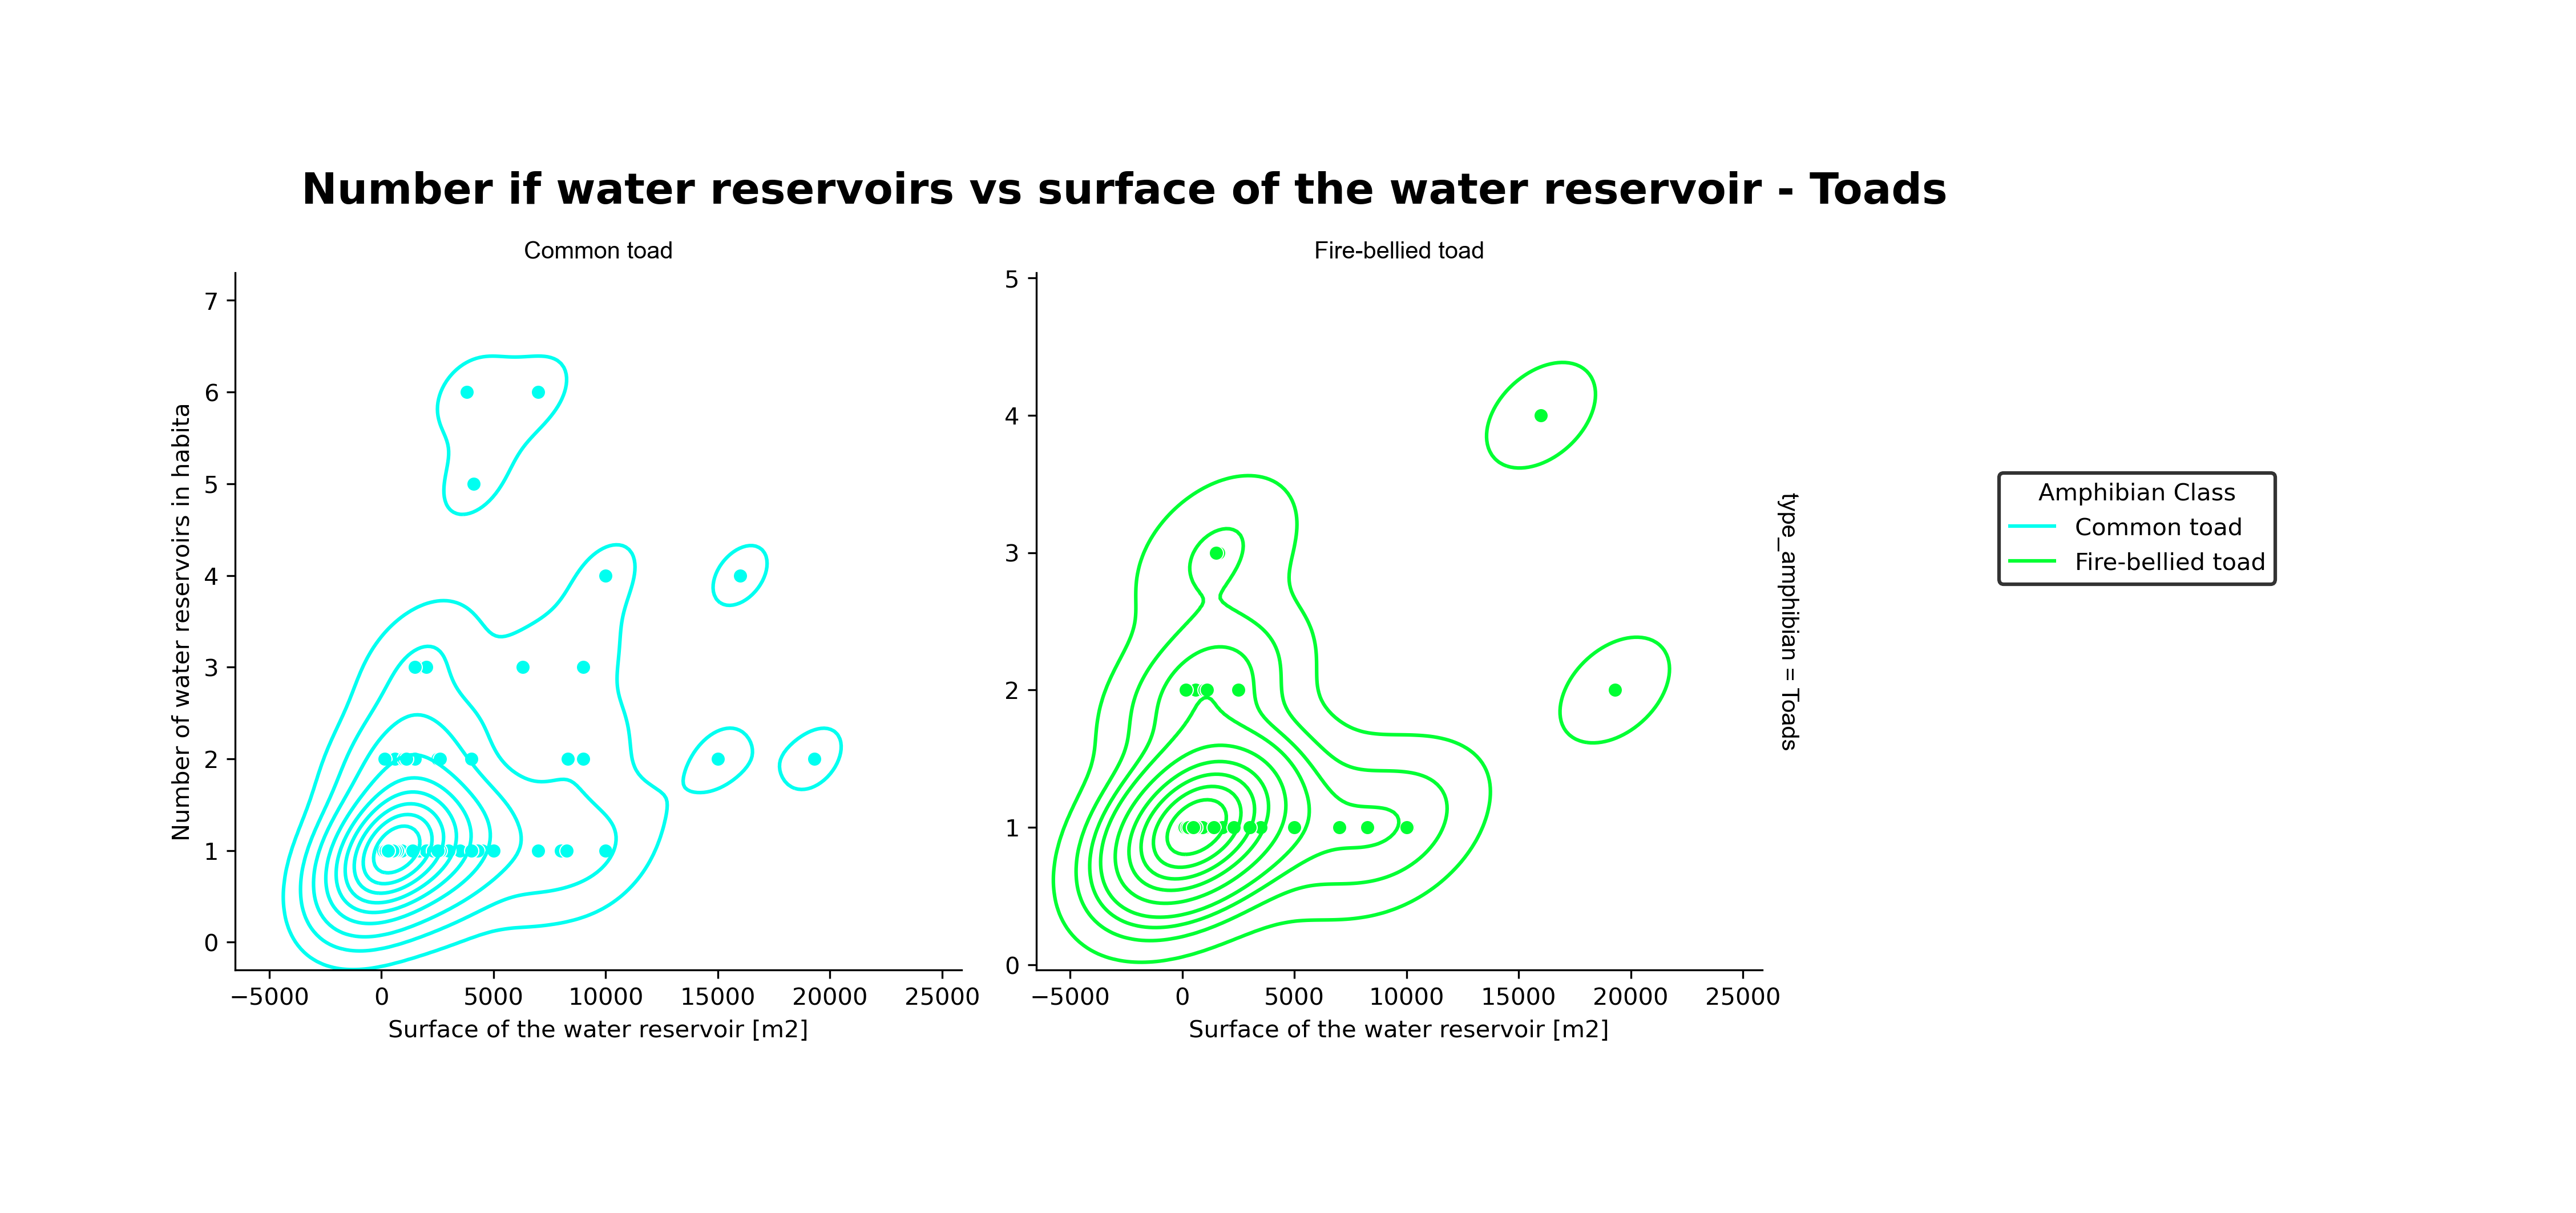 Number if water reservoirs vs surface of the water reservoir - Toads
Common toad
Number of water reservoirs in habita
7
6
5
4
3
2
1
0
−5000 0 5000 10000 15000 20000 25000
Surface of the water reservoir [m2]
Fire-bellied toad
5
4
3
2
1
0
−5000 0 5000 10000 15000 20000 25000
Surface of the water reservoir [m2]
type_amphibian = Toads
Amphibian Class
Common toad
Fire-bellied toad